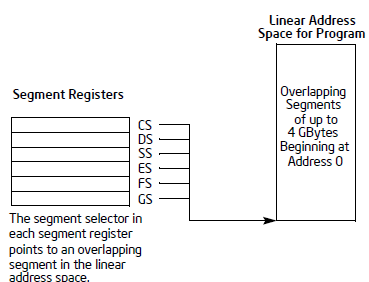 Linear Address
Space for Program
Segment Registers
CS
DS
SS
ES
FS
GS
Overlapping
Segments
of up to
4 GBytes
Beginning at
Address 0
The segment selector in
each segment register
points to an overlapping
segment in the linear
address space.